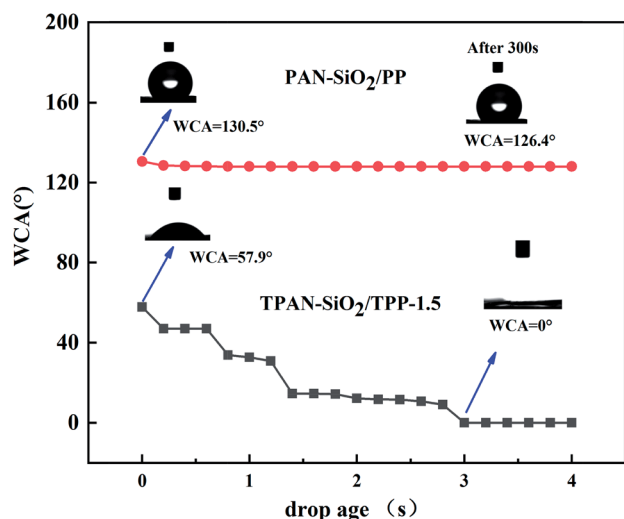 200
160
120
80
40
0
WCA(°)
PAN-SiO₂/PP
After 300s
WCA=130.5°
WCA=126.4°
WCA=57.9°
TPAN-SiO₂/TPP-1.5
WCA=0°
0 1 2 3 4
drop age （s）